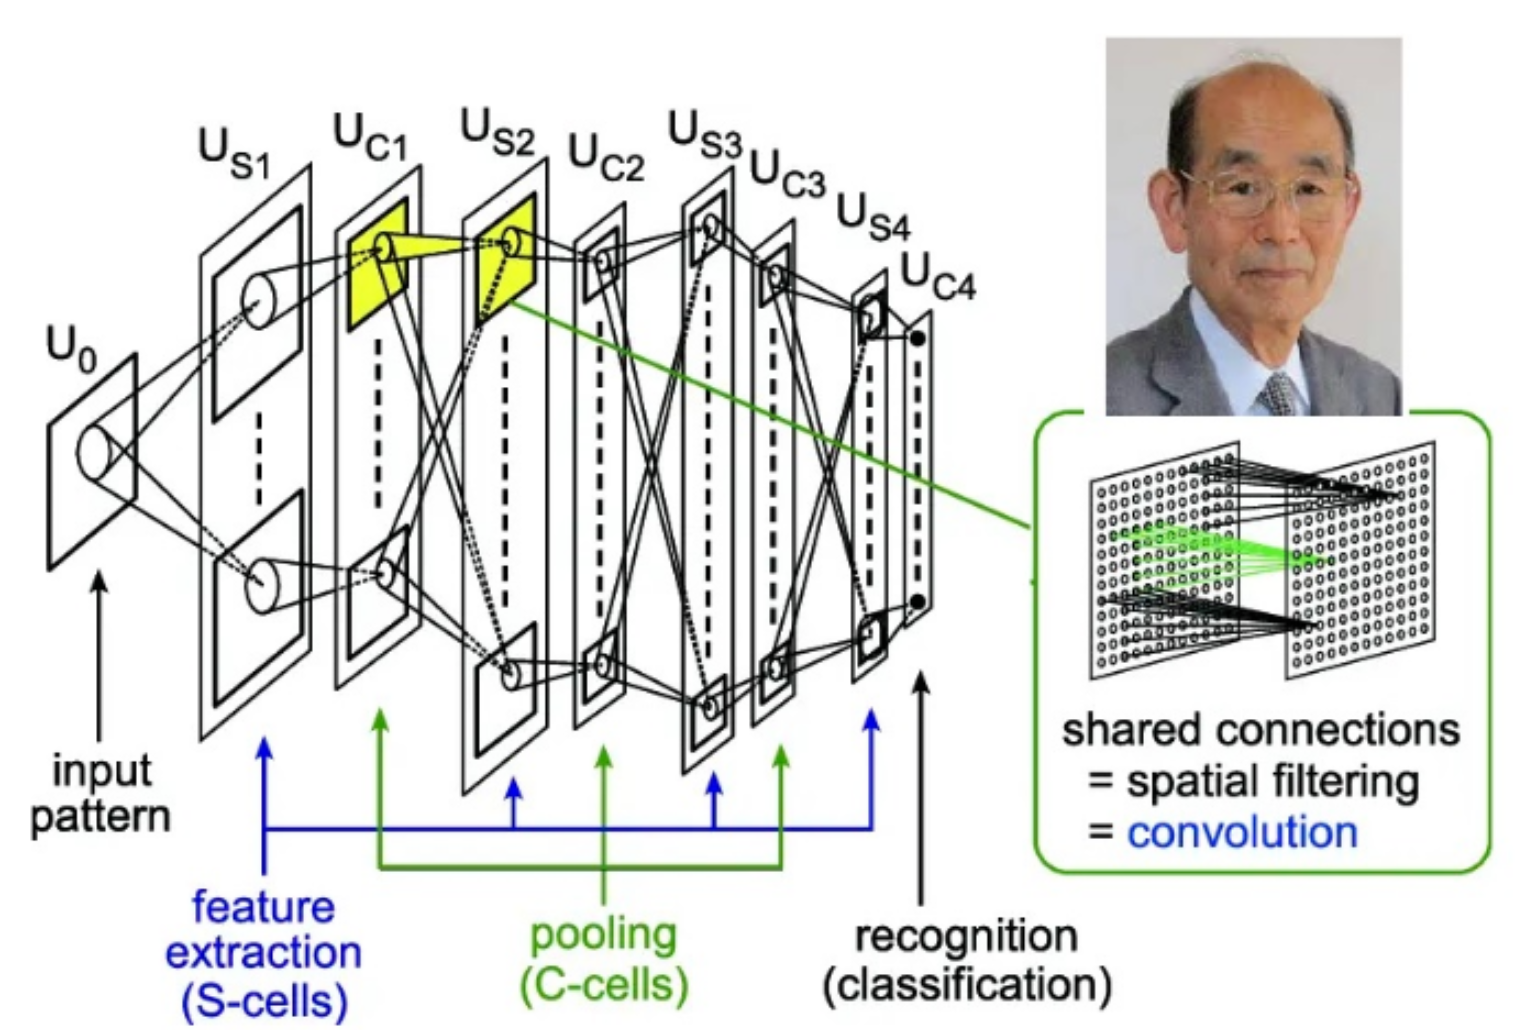 U0
US1
UC1
US2
UC2
US3
UC3
US4
UC4
input
pattern
feature
extraction
(S-cells)
pooling
(C-cells)
recognition
(classification)
shared connections
= spatial filtering
= convolution